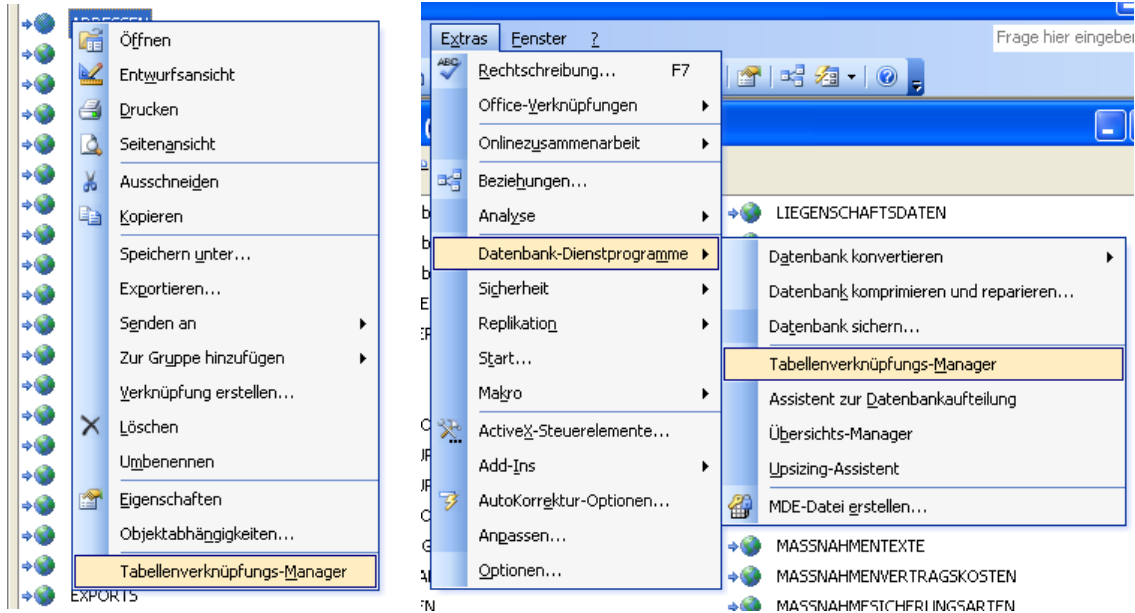 ADRESSEN
Öffnen
Entwurfsansicht
Drucken
Seitenansicht
Ausschneiden
Kopieren
Speichern unter...
Exportieren...
Senden an
Zur Gruppe hinzufügen
Verknüpfung erstellen...
Löschen
Umbenennen
Eigenschaften
Objektabhängigkeiten...
Tabellenverknüpfungs-Manager
EXPORTS
Extras Fenster ?
Frage hier eingeben
Rechtschreibung... F7
Office-Verknüpfungen
Onlinezusammenarbeit
Beziehungen...
Analyse
Datenbank-Dienstprogramme
Sicherheit
Replikation
Start...
Makro
ActiveX-Steuerelemente...
Add-Ins
AutoKorrektur-Optionen...
Anpassen...
Optionen...
LIEGENSCHAFTSDATEN
Datenbank konvertieren
Datenbank komprimieren und reparieren...
Datenbank sichern...
Tabellenverknüpfungs-Manager
Assistent zur Datenbankaufteilung
Übersichts-Manager
Upsizing-Assistent
MDE-Datei erstellen...
MASSNAHMENTEXTE
MASSNAHMENVERTRAGSKOSTEN
MASSNAHMESICHERUNGSARTEN